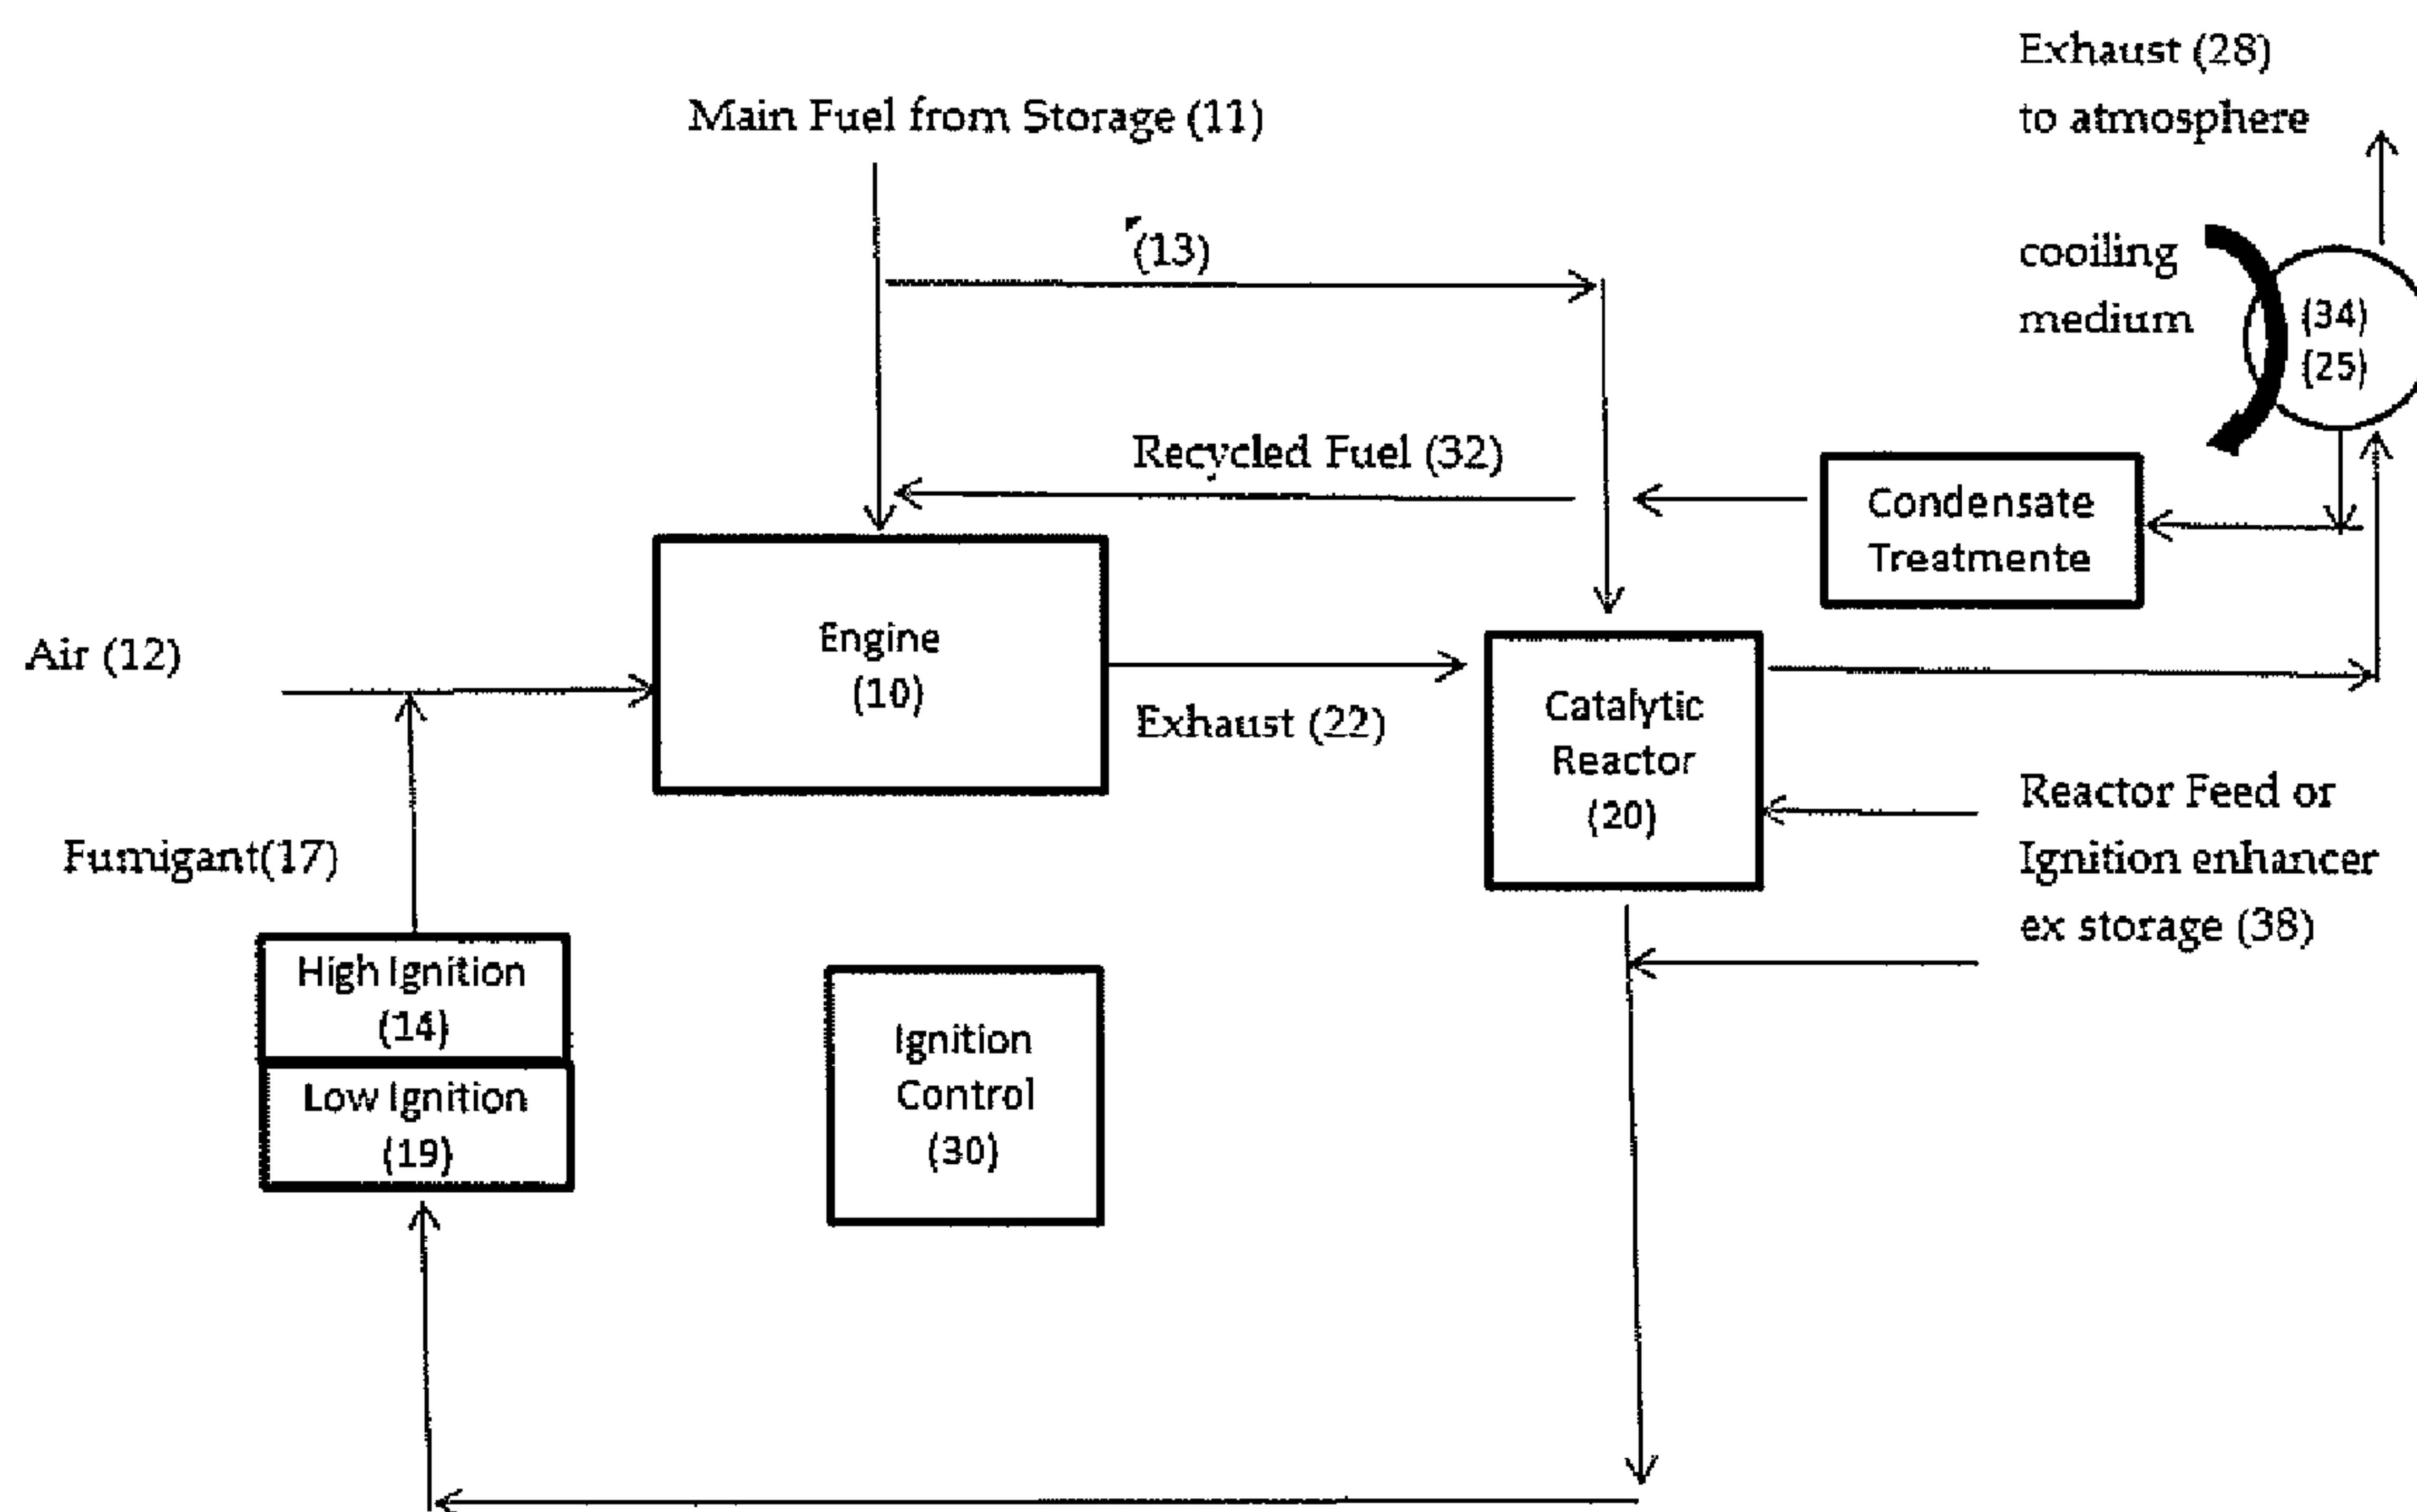 Exhaust (28)
to atmosphere
Main Fuel from Storage (11)
(13)
cooiling
medium
(34)
(25)
Recycled Fuel (32)
Condensate
Treatmente
Engine
(10)
Air (12)
Exhaust (22)
Catalytic
Reactor
(20)
Reactor Feed or
Ignition enhancer
ex storage (38)
Fumigant(17)
High Ignition
(14)
Low Ignition
(19)
Ignition
Control
(30)